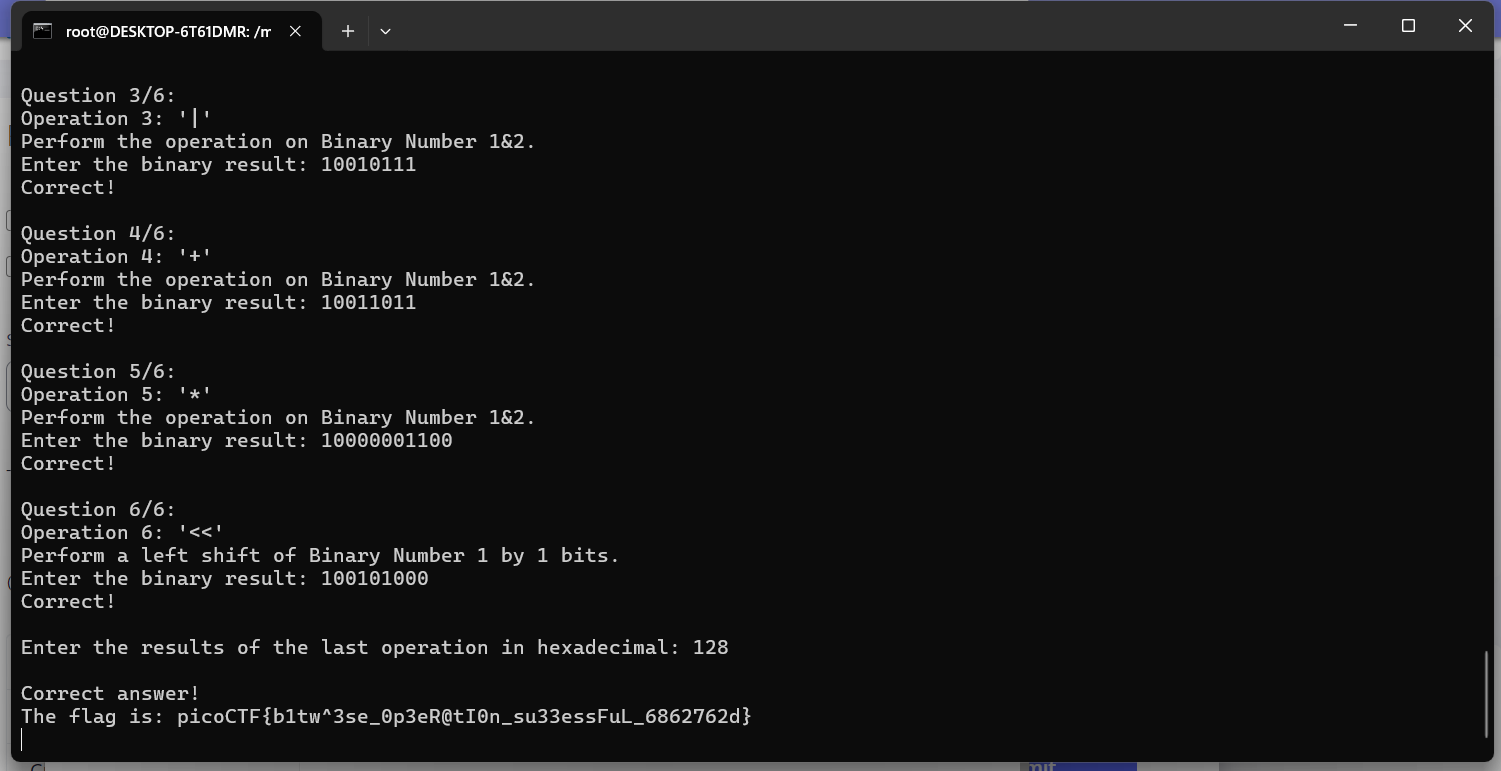 root@DESKTOP-6T61DMR: /m
Question 3/6:
Operation 3: '|'
Perform the operation on Binary Number 1&2.
Enter the binary result: 10010111
Correct!
Question 4/6:
Operation 4: '+'
Perform the operation on Binary Number 1&2.
Enter the binary result: 10011011
Correct!
Question 5/6:
Operation 5: '*'
Perform the operation on Binary Number 1&2.
Enter the binary result: 10000001100
Correct!
Question 6/6:
Operation 6: '<<'
Perform a left shift of Binary Number 1 by 1 bits.
Enter the binary result: 100101000
Correct!
Enter the results of the last operation in hexadecimal: 128
Correct answer!
The flag is: picoCTF{b1tw^3se_0p3eR@tI0n_su33essFuL_6862762d}